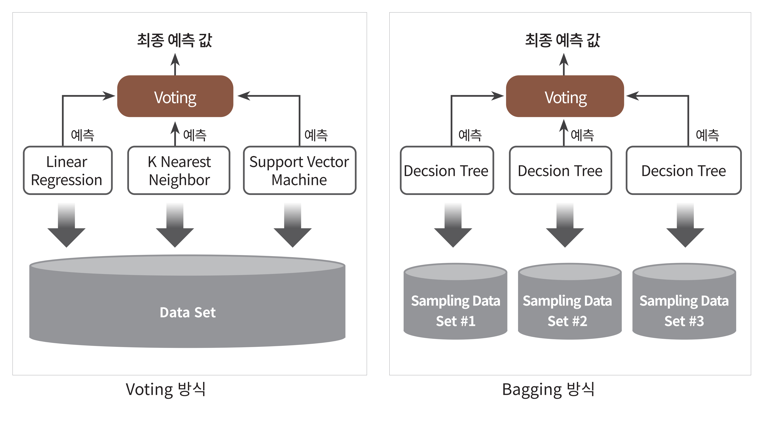 최종 예측 값
Voting
예측
예측
예측
Linear
Regression
K Nearest
Neighbor
Support Vector
Machine
Data Set
Voting 방식
최종 예측 값
Voting
예측
예측
예측
Decsion Tree
Decsion Tree
Decsion Tree
Sampling Data
Set #1
Sampling Data
Set #2
Sampling Data
Set #3
Bagging 방식